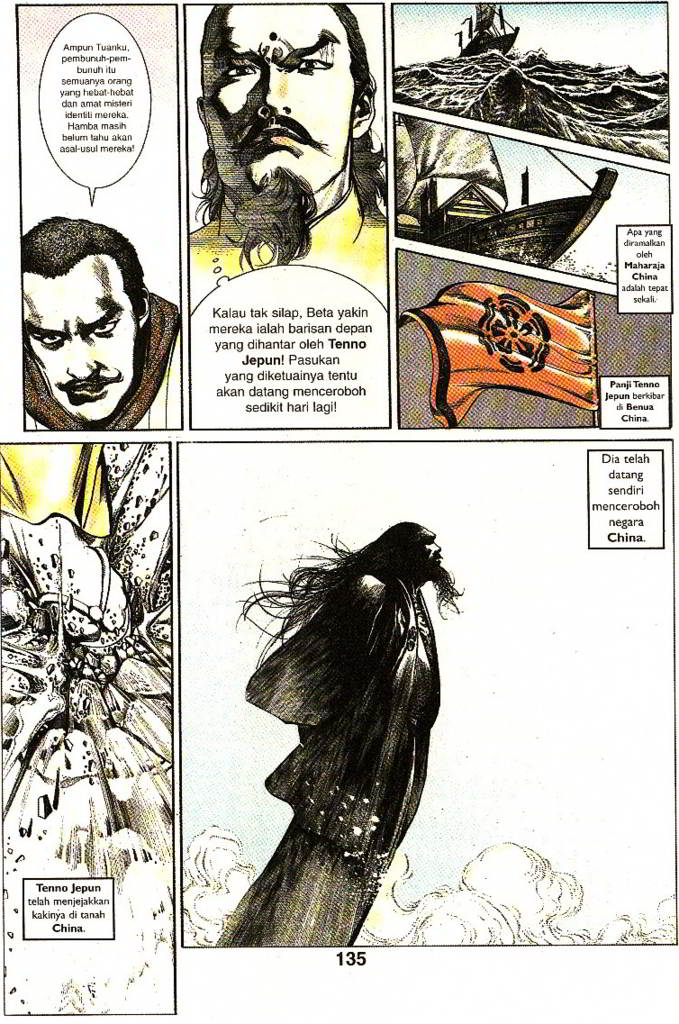 Ampun Tuanku,
pembunuh-pem-
bunuh itu
semuanya orang
yang hebat-hebat
dan amat misteri
identiti mereka.
Hamba masih
belum tahu akan
asal-usul mereka!
Kalau tak silap, Beta yakin
mereka ialah barisan depan
yang dihantar oleh Tenno
Jepun! Pasukan
yang diketuainya tentu
akan datang menceroboh
sedikit hari lagi!
Apa yang
diramalkan
oleh
Maharaja
China
adalah tepat
sekali.
Panji Tenno
Jepun berkibar
di Benua
China.
Tenno Jepun
telah menjejakkan
kakinya di tanah
China.
Dia telah
datang
sendiri
menceroboh
negara
China.
135